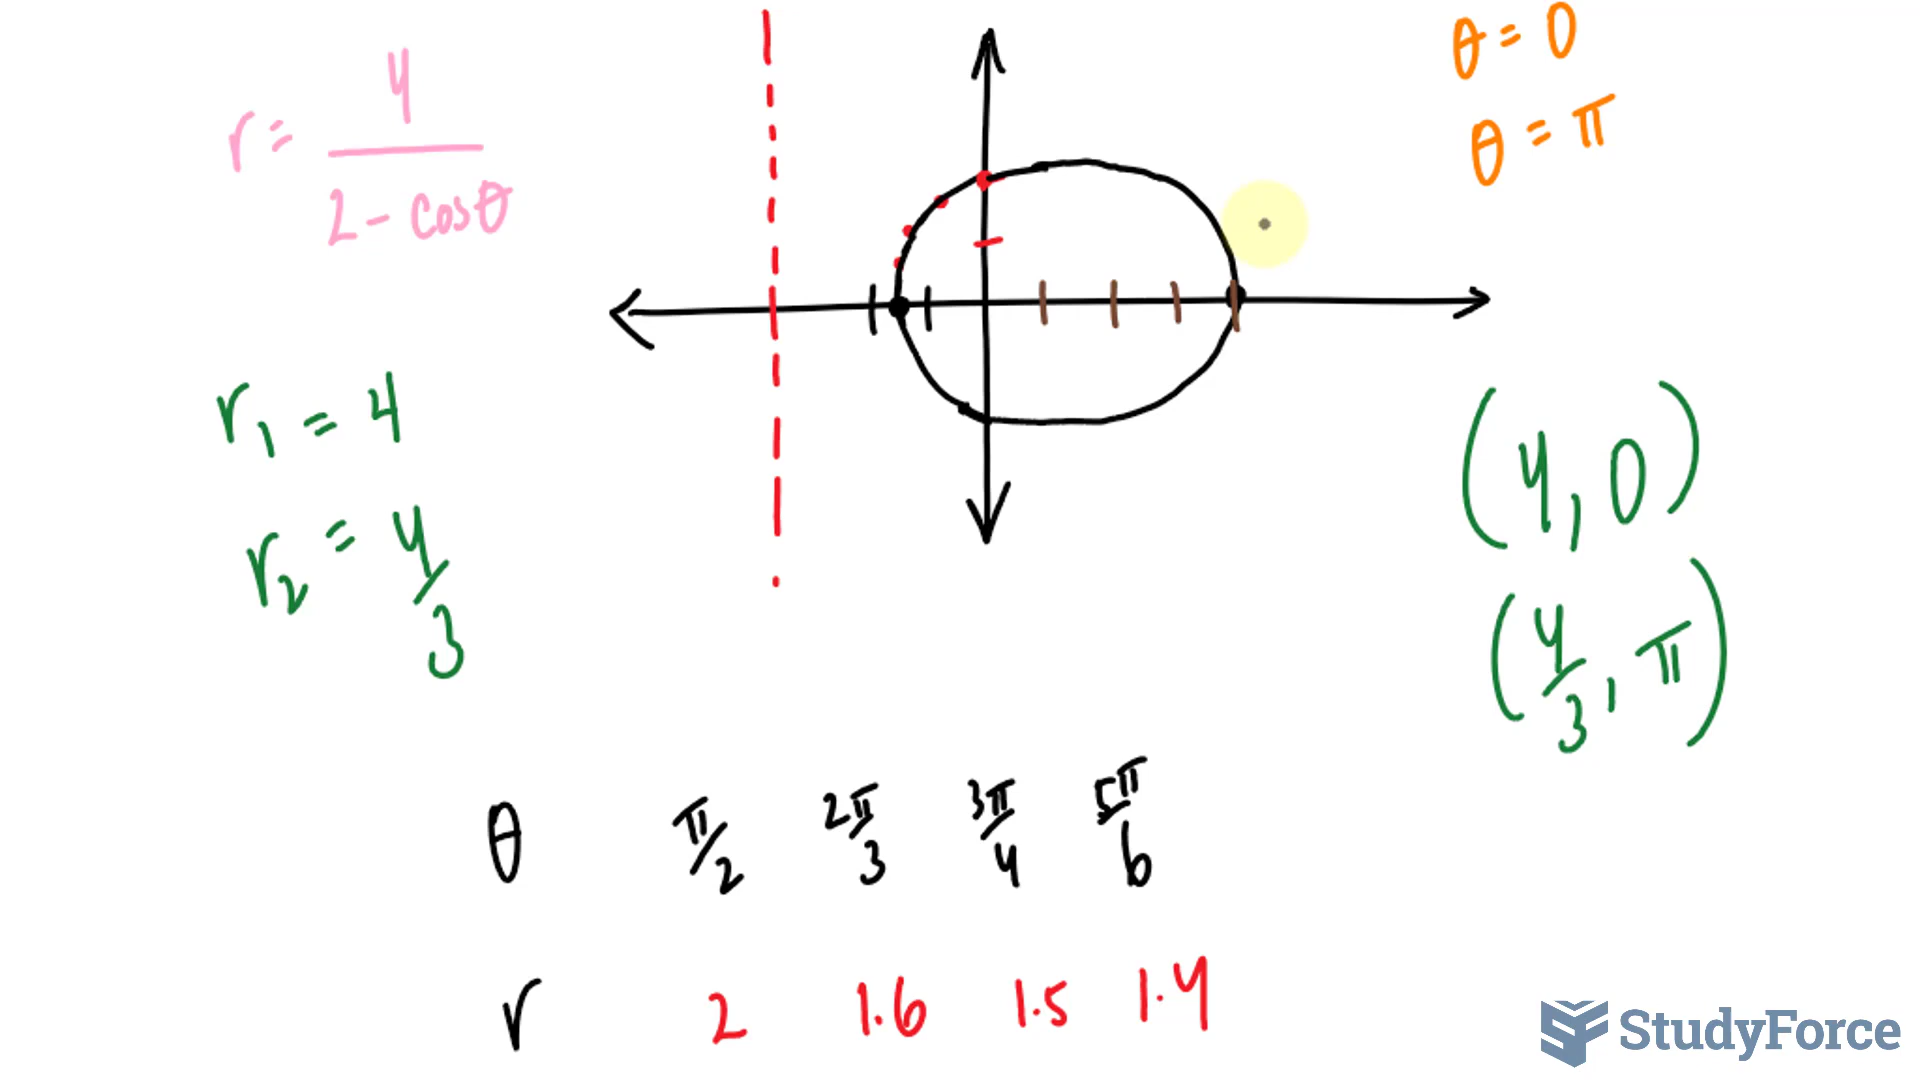 r = 4 / 2 - cosθ
θ = 0
θ = π
r1 = 4
r2 = 4/3
(4, 0)
(4/3, π)
θ π/2 2π/3 3π/4 5π/6
r 2 1.6 1.5 1.4
StudyForce